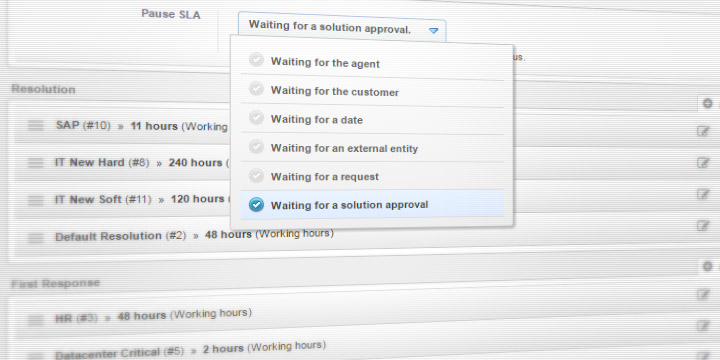 Pause SLA
Waiting for a solution approval.
us.
Waiting for the agent
Waiting for the customer
Waiting for a date
Waiting for an external entity
Waiting for a request
Waiting for a solution approval
Resolution
SAP (#10) » 11 hours (Working
IT New Hard (#8) » 240 hours (
IT New Soft (#11) » 120 hours
Default Resolution (#2) » 48 hours (Working hours)
First Response
HR (#3) » 48 hours (Working hours)
Datacenter Critical (#5) » 2 hours (Working hours)